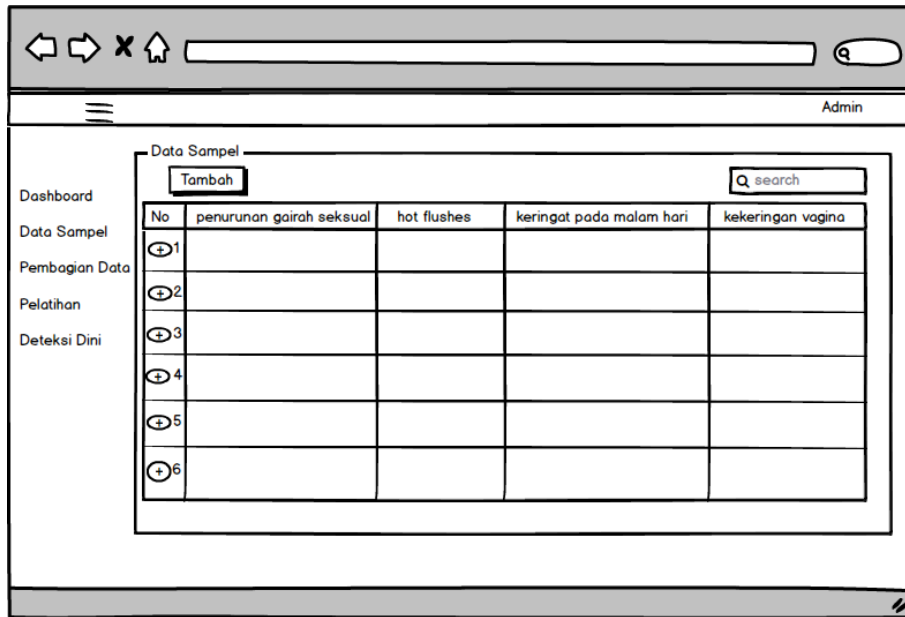 Admin
Data Sampel
Tambah
search
Dashboard
Data Sampel
Pembagian Data
Pelatihan
Deteksi Dini
No penurunan gairah seksual hot flushes keringat pada malam hari kekeringan vagina
1
2
3
4
5
6